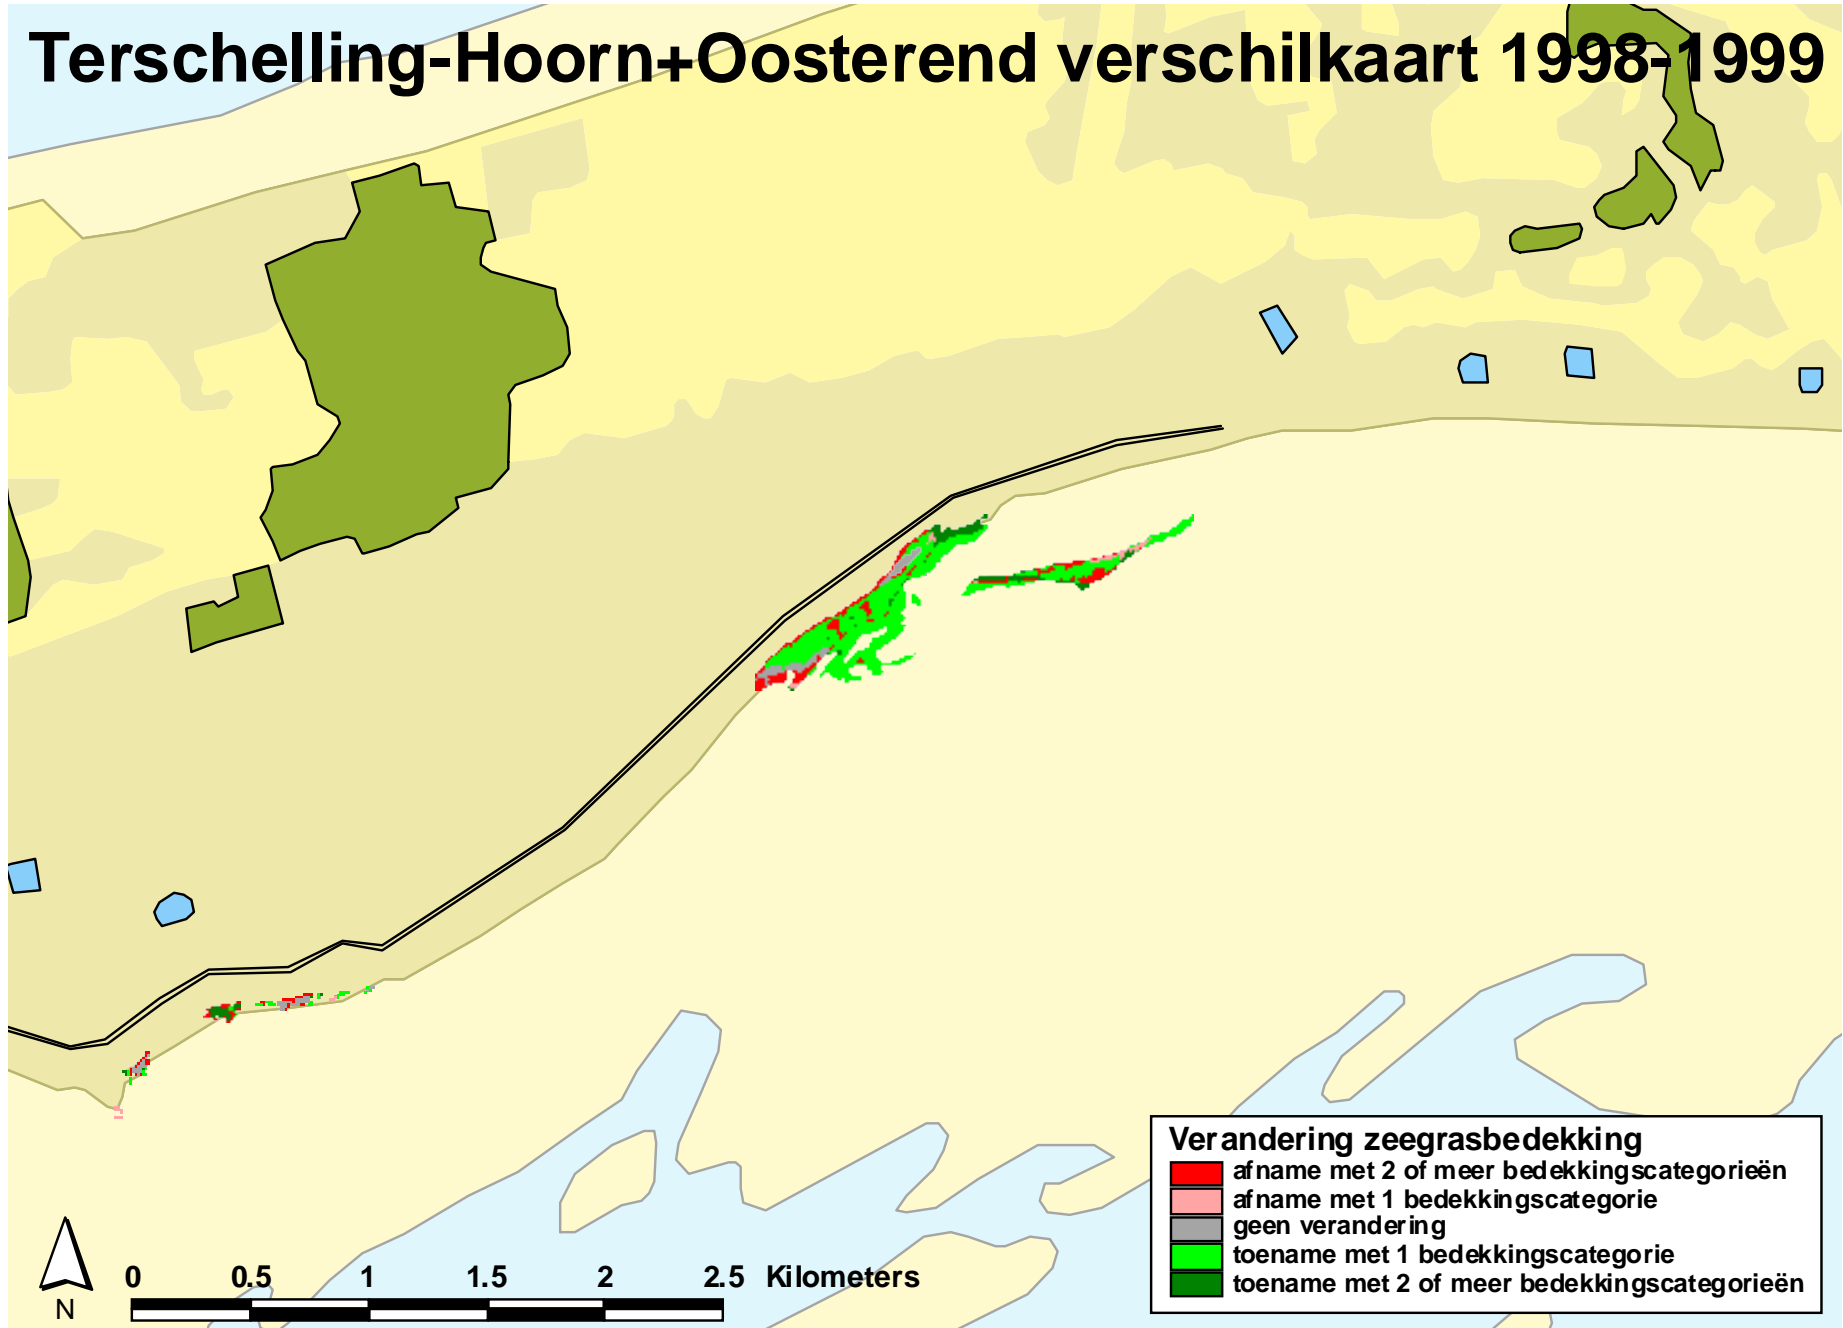 Terschelling-Hoorn+Oosterend verschilkaart 1998-1999
Verandering zeegrasbedekking
afname met 2 of meer bedekkingscategorieën
afname met 1 bedekkingscategorie
geen verandering
toename met 1 bedekkingscategorie
toename met 2 of meer bedekkingscategorieën
0 0.5 1 1.5 2 2.5 Kilometers
N